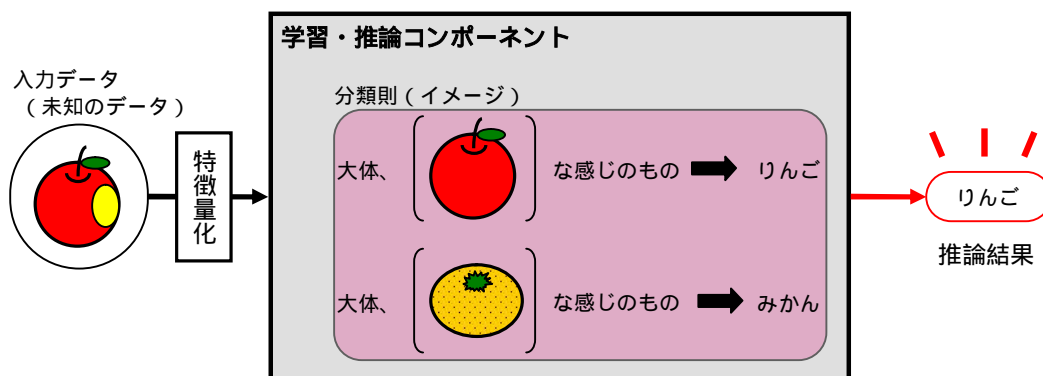 学習・推論コンポーネント
入力データ
(未知のデータ)
特徴量化
分類則(イメージ)
大体、 な感じのもの りんご
大体、 な感じのもの みかん
りんご
推論結果